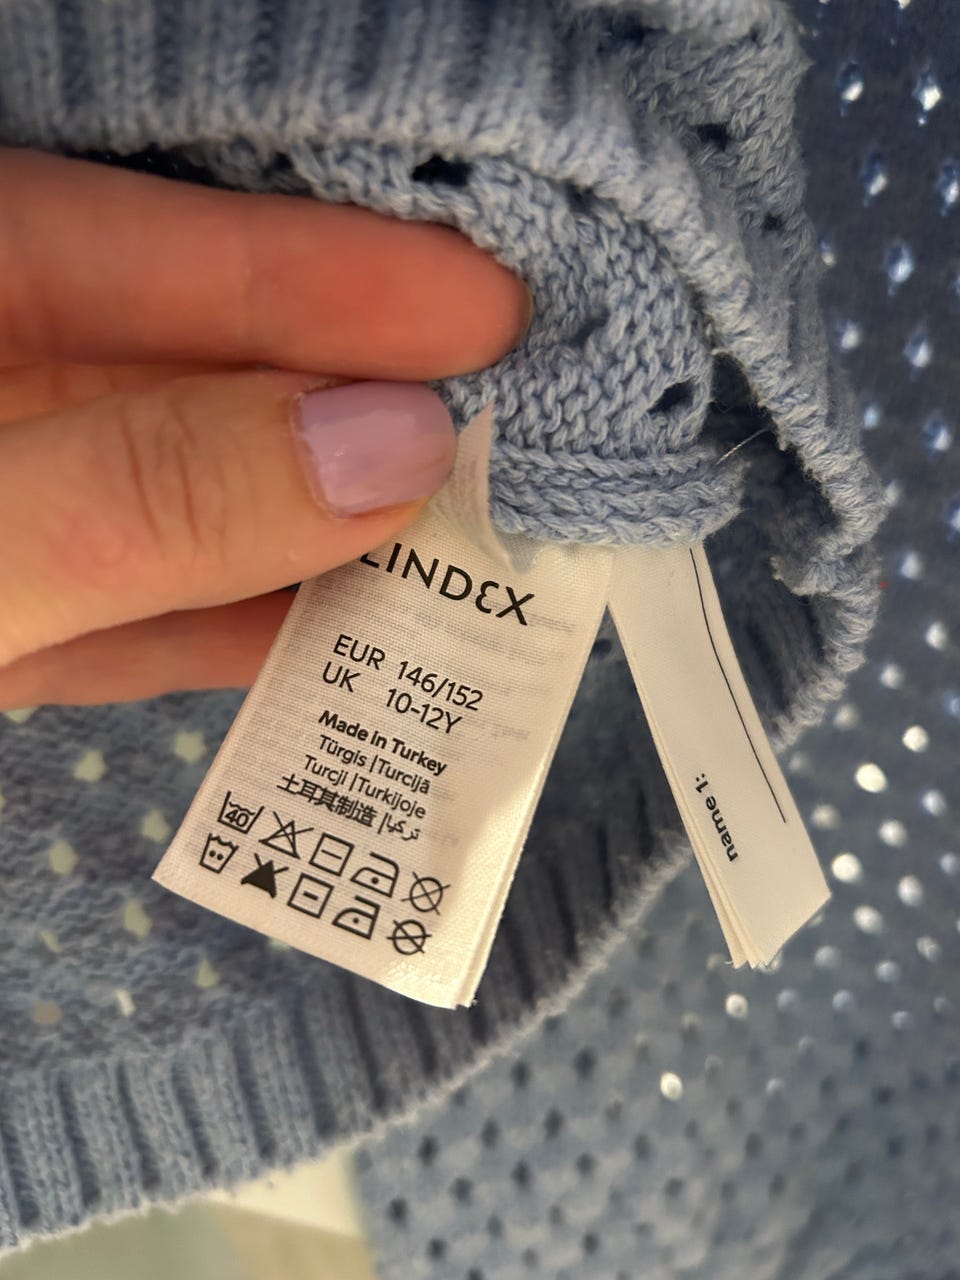 LINDEX
EUR 146/152
UK 10-12Y
Made in Turkey
Türgis | Turcijā
Turcji | Turkijoje
土耳其制造 | تركيا
40
name 1: